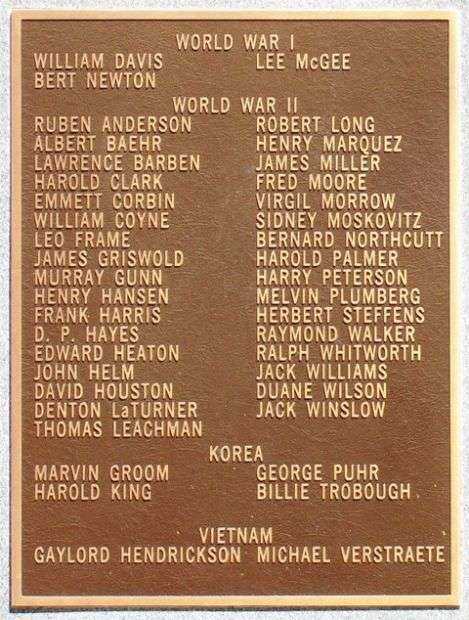 WORLD WAR I
WILLIAM DAVIS LEE McGEE
BERT NEWTON
WORLD WAR II
RUBEN ANDERSON ROBERT LONG
ALBERT BAEHR HENRY MARQUEZ
LAWRENCE BARBEN JAMES MILLER
HAROLD CLARK FRED MOORE
EMMETT CORBIN VIRGIL MORROW
WILLIAM COYNE SIDNEY MOSKOVITZ
LEO FRAME BERNARD NORTHCUTT
JAMES GRISWOLD HAROLD PALMER
MURRAY GUNN HARRY PETERSON
HENRY HANSEN MELVIN PLUMBERG
FRANK HARRIS HERBERT STEFFENS
D. P. HAYES RAYMOND WALKER
EDWARD HEATON RALPH WHITWORTH
JOHN HELM JACK WILLIAMS
DAVID HOUSTON DUANE WILSON
DENTON LaTURNER JACK WINSLOW
THOMAS LEACHMAN
KOREA
MARVIN GROOM GEORGE PUHR
HAROLD KING BILLIE TROBOUGH
VIETNAM
GAYLORD HENDRICKSON MICHAEL VERSTRAETE